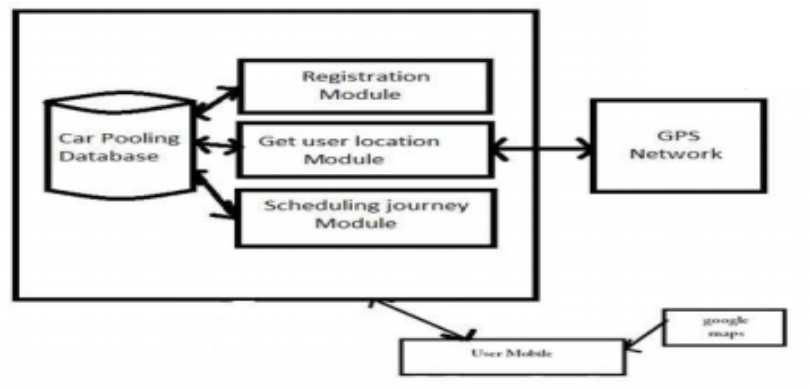 Registration
Module
Car Pooling
Database
Get user location
Module
Scheduling journey
Module
GPS
Network
google
maps
User Mobile